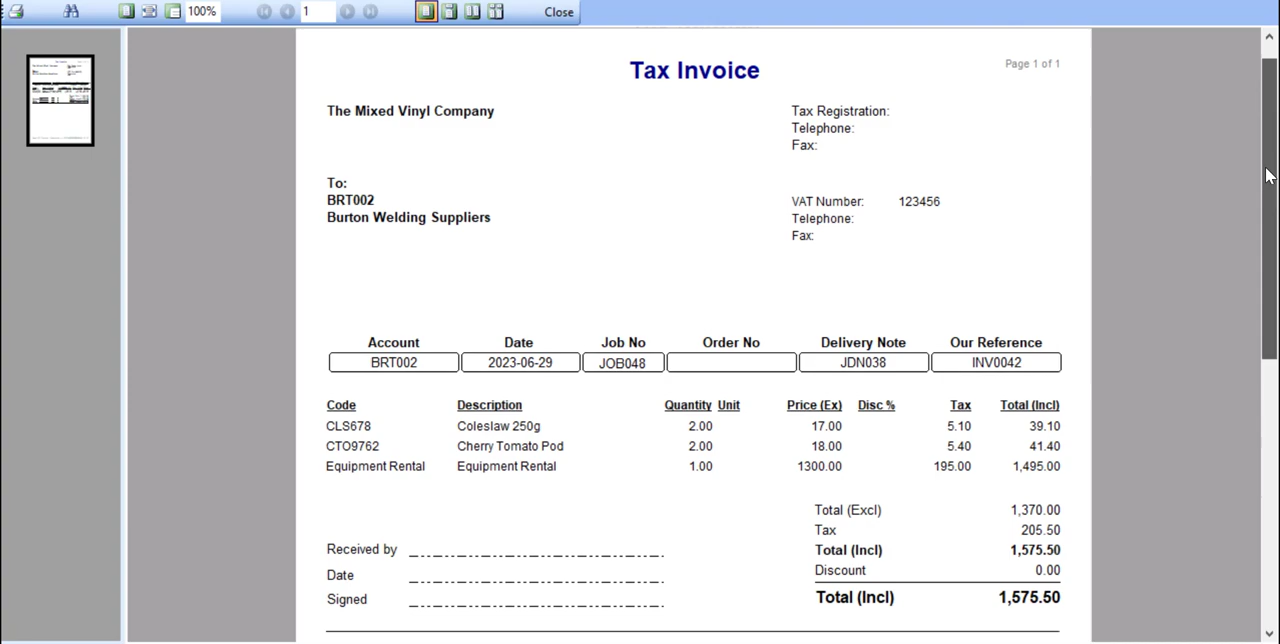 100% 1 Close
Tax Invoice
Page 1 of 1
The Mixed Vinyl Company
Tax Registration:
Telephone:
Fax:
To:
BRT002
Burton Welding Suppliers
VAT Number: 123456
Telephone:
Fax:
Account Date Job No Order No Delivery Note Our Reference
BRT002 2023-06-29 JOB048 JDN038 INV0042
Code Description Quantity Unit Price (Ex) Disc % Tax Total (Incl)
CLS678 Coleslaw 250g 2.00 17.00 5.10 39.10
CTO9762 Cherry Tomato Pod 2.00 18.00 5.40 41.40
Equipment Rental Equipment Rental 1.00 1300.00 195.00 1,495.00
Total (Excl) 1,370.00
Tax 205.50
Total (Incl) 1,575.50
Discount 0.00
Total (Incl) 1,575.50
Received by
Date
Signed